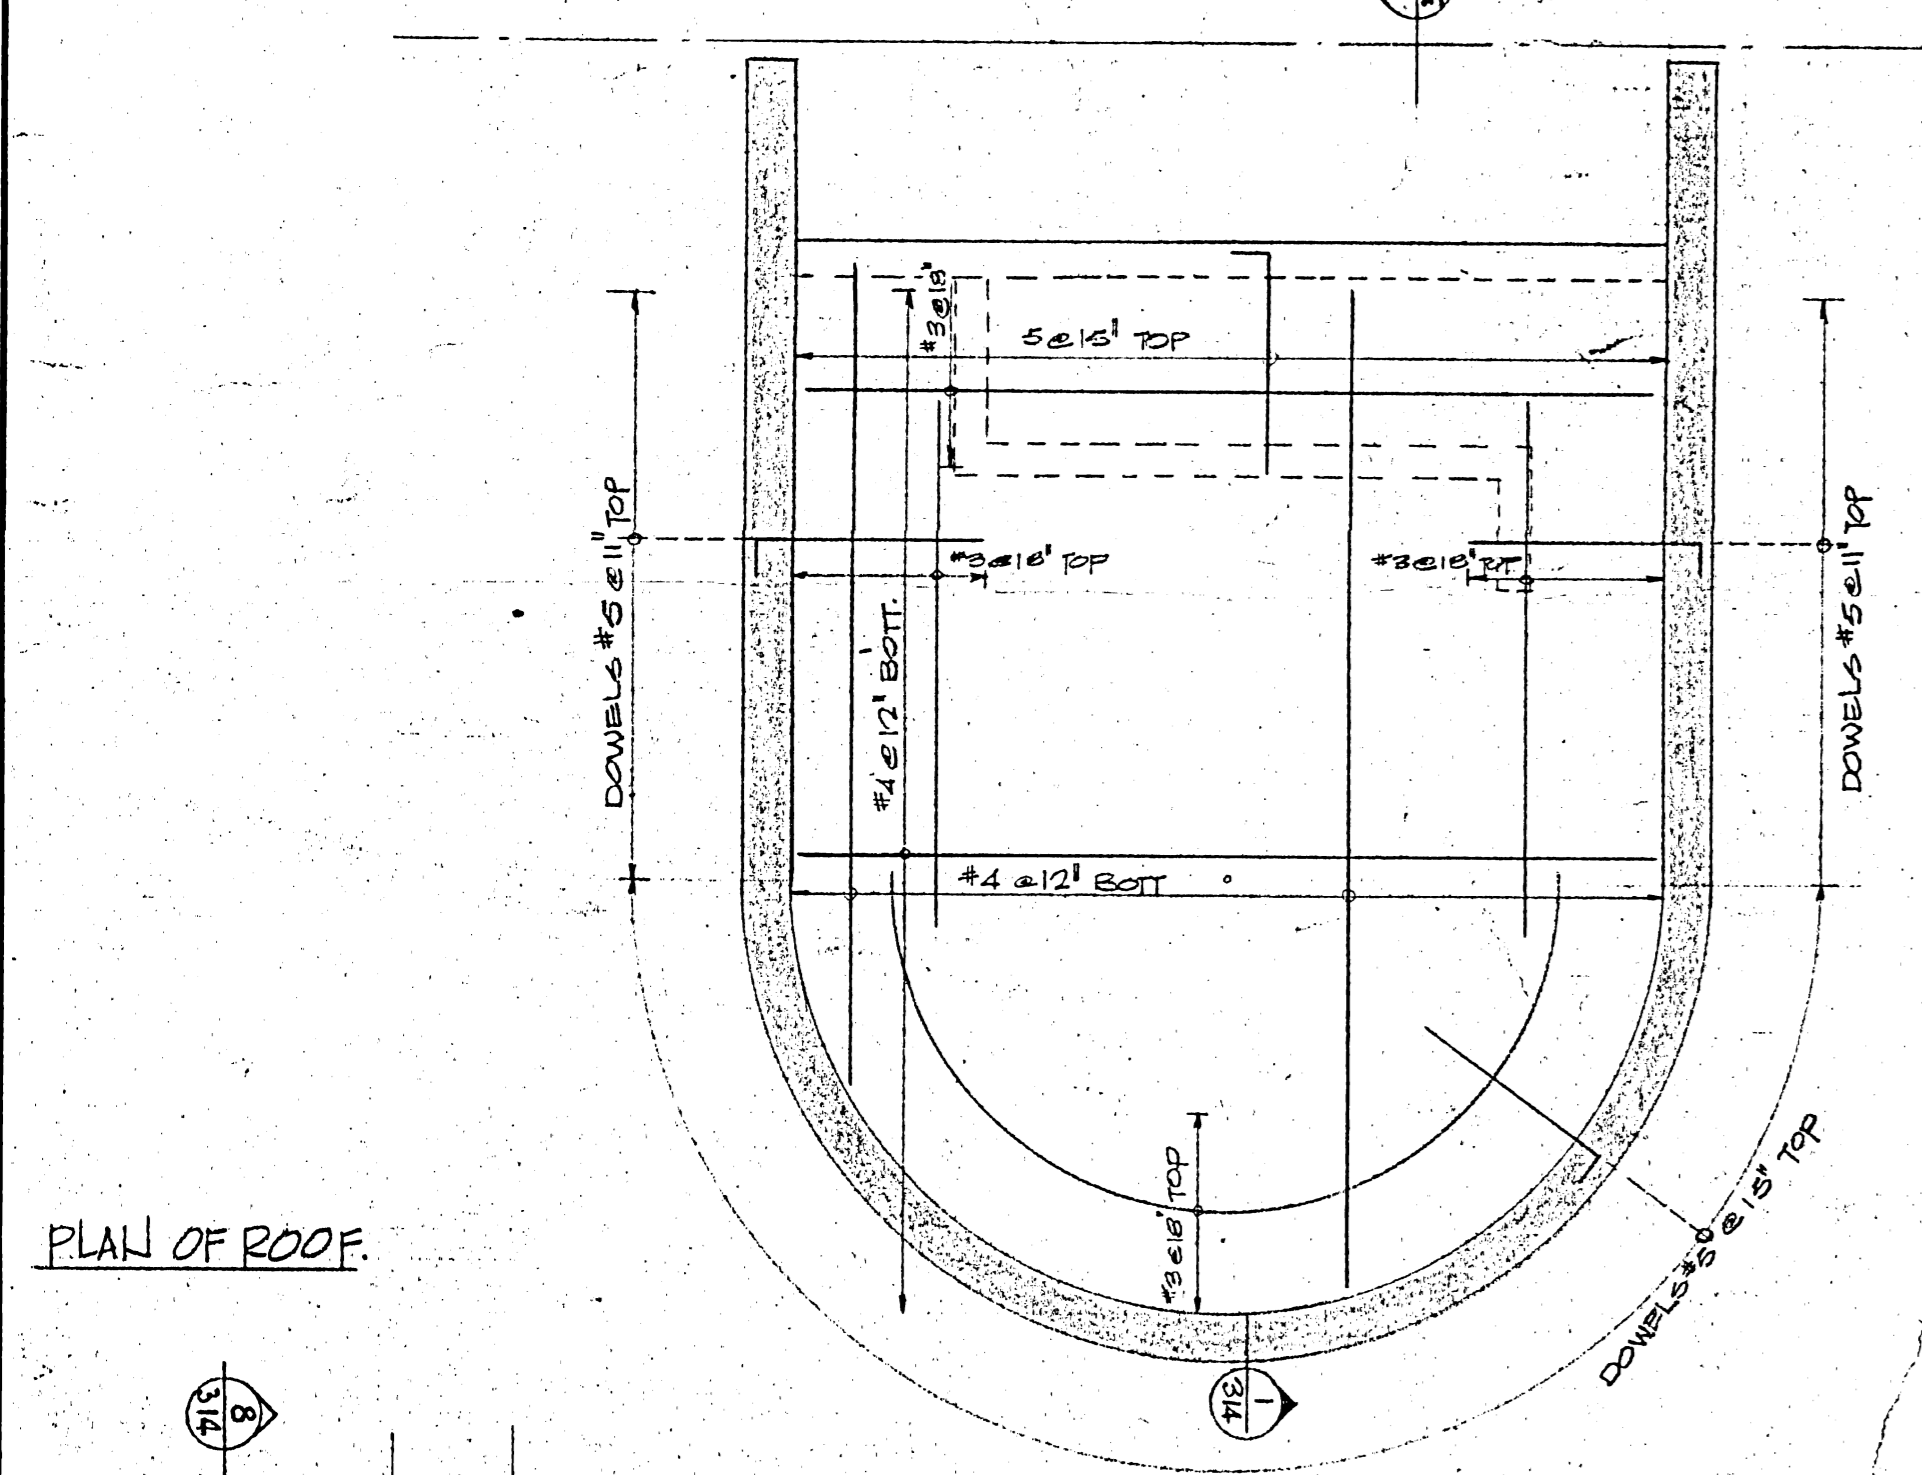 #3@18"
5@15" TOP
DOWELS #5@11" TOP
#3@18" TOP
#3@18" TOP
DOWELS #5@11" TOP
#4@12" BOTT.
#4 @12" BOTT
#3@18" TOP
DOWELS #5 @ 15" TOP
PLAN OF ROOF.
8
314
1
314